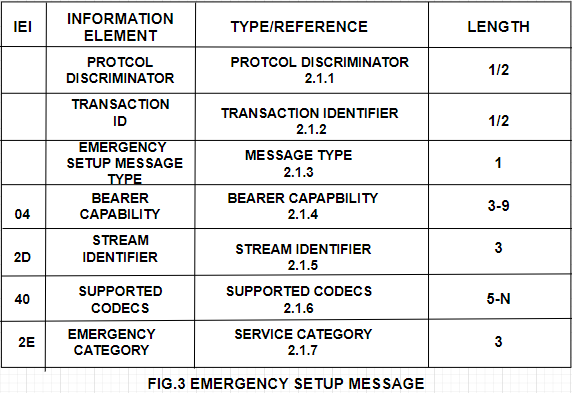 IEI INFORMATION ELEMENT TYPE/REFERENCE LENGTH
PROTCOL DISCRIMINATOR PROTCOL DISCRIMINATOR 2.1.1 1/2
TRANSACTION ID TRANSACTION IDENTIFIER 2.1.2 1/2
EMERGENCY SETUP MESSAGE TYPE MESSAGE TYPE 2.1.3 1
04 BEARER CAPABILITY BEARER CAPAPBILITY 2.1.4 3-9
2D STREAM IDENTIFIER STREAM IDENTIFIER 2.1.5 3
40 SUPPORTED CODECS SUPPORTED CODECS 2.1.6 5-N
2E EMERGENCY CATEGORY SERVICE CATEGORY 2.1.7 3
FIG.3 EMERGENCY SETUP MESSAGE